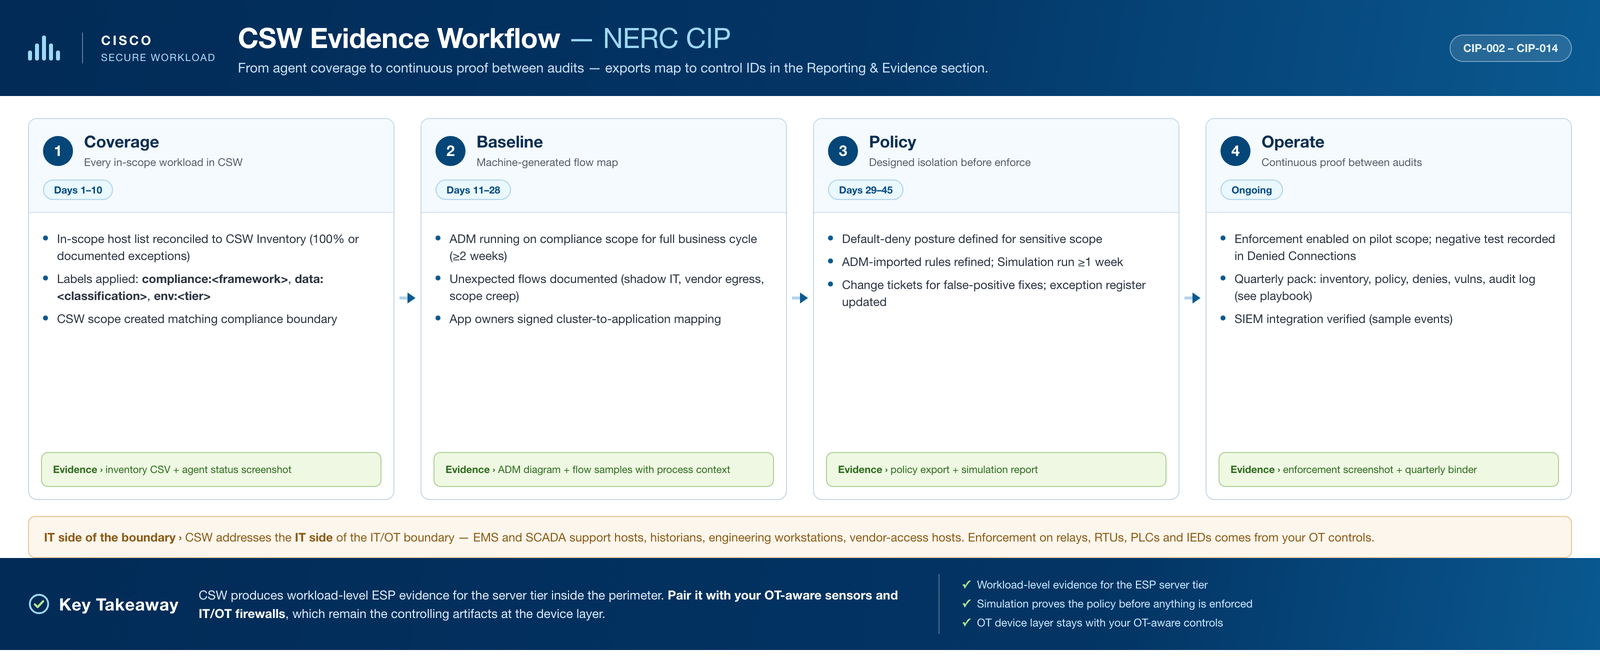 CISCO
SECURE WORKLOAD
CSW Evidence Workflow — NERC CIP
From agent coverage to continuous proof between audits — exports map to control IDs in the Reporting & Evidence section.
CIP-002 – CIP-014
1
Coverage
Every in-scope workload in CSW
Days 1–10
• In-scope host list reconciled to CSW Inventory (100% or
documented exceptions)
• Labels applied: compliance:<framework>, data:
<classification>, env:<tier>
• CSW scope created matching compliance boundary
Evidence › inventory CSV + agent status screenshot
2
Baseline
Machine-generated flow map
Days 11–28
• ADM running on compliance scope for full business cycle
(≥2 weeks)
• Unexpected flows documented (shadow IT, vendor egress,
scope creep)
• App owners signed cluster-to-application mapping
Evidence › ADM diagram + flow samples with process context
3
Policy
Designed isolation before enforce
Days 29–45
• Default-deny posture defined for sensitive scope
• ADM-imported rules refined; Simulation run ≥1 week
• Change tickets for false-positive fixes; exception register
updated
Evidence › policy export + simulation report
4
Operate
Continuous proof between audits
Ongoing
• Enforcement enabled on pilot scope; negative test recorded
in Denied Connections
• Quarterly pack: inventory, policy, denies, vulns, audit log
(see playbook)
• SIEM integration verified (sample events)
Evidence › enforcement screenshot + quarterly binder
IT side of the boundary › CSW addresses the IT side of the IT/OT boundary — EMS and SCADA support hosts, historians, engineering workstations, vendor-access hosts. Enforcement on relays, RTUs, PLCs and IEDs comes from your OT controls.
Key Takeaway
CSW produces workload-level ESP evidence for the server tier inside the perimeter. Pair it with your OT-aware sensors and
IT/OT firewalls, which remain the controlling artifacts at the device layer.
✓ Workload-level evidence for the ESP server tier
✓ Simulation proves the policy before anything is enforced
✓ OT device layer stays with your OT-aware controls